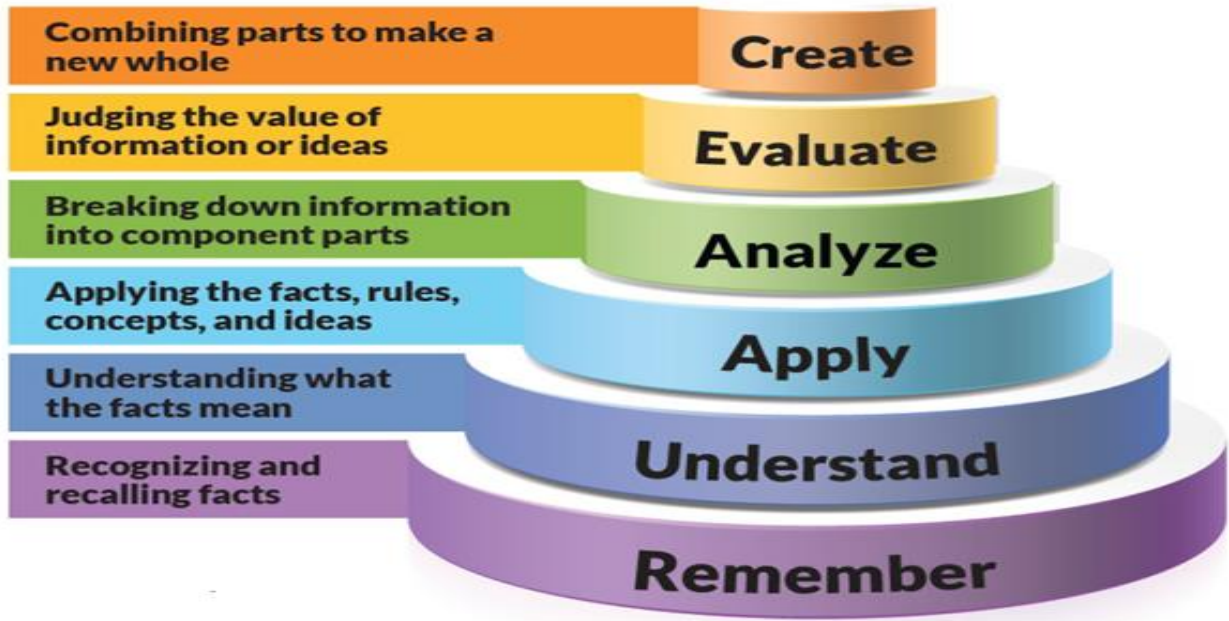 Combining parts to make a
new whole
Create
Judging the value of
information or ideas
Evaluate
Breaking down information
into component parts
Analyze
Applying the facts, rules,
concepts, and ideas
Apply
Understanding what
the facts mean
Understand
Recognizing and
recalling facts
Remember